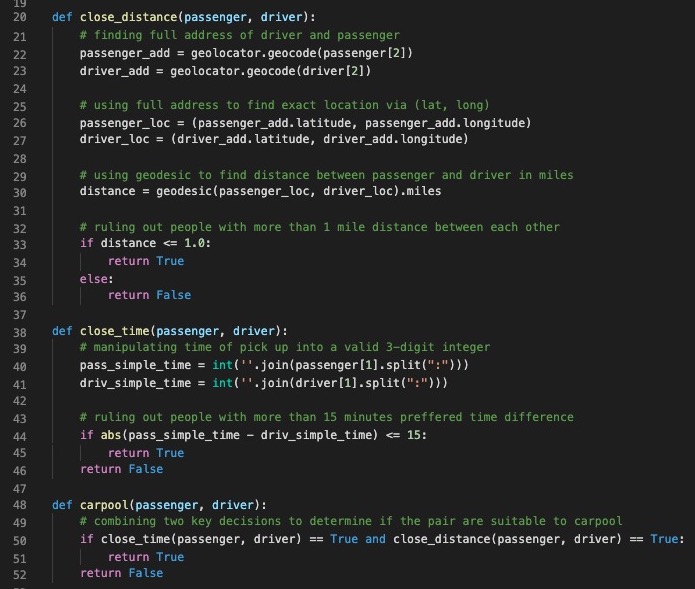 19
20 def close_distance(passenger, driver):
21     # finding full address of driver and passenger
22     passenger_add = geolocator.geocode(passenger[2])
23     driver_add = geolocator.geocode(driver[2])
24
25     # using full address to find exact location via (lat, long)
26     passenger_loc = (passenger_add.latitude, passenger_add.longitude)
27     driver_loc = (driver_add.latitude, driver_add.longitude)
28
29     # using geodesic to find distance between passenger and driver in miles
30     distance = geodesic(passenger_loc, driver_loc).miles
31
32     # ruling out people with more than 1 mile distance between each other
33     if distance <= 1.0:
34         return True
35     else:
36         return False
37
38 def close_time(passenger, driver):
39     # manipulating time of pick up into a valid 3-digit integer
40     pass_simple_time = int(''.join(passenger[1].split(":")))
41     driv_simple_time = int(''.join(driver[1].split(":")))
42
43     # ruling out people with more than 15 minutes preffered time difference
44     if abs(pass_simple_time - driv_simple_time) <= 15:
45         return True
46     return False
47
48 def carpool(passenger, driver):
49     # combining two key decisions to determine if the pair are suitable to carpool
50     if close_time(passenger, driver) == True and close_distance(passenger, driver) == True:
51         return True
52     return False